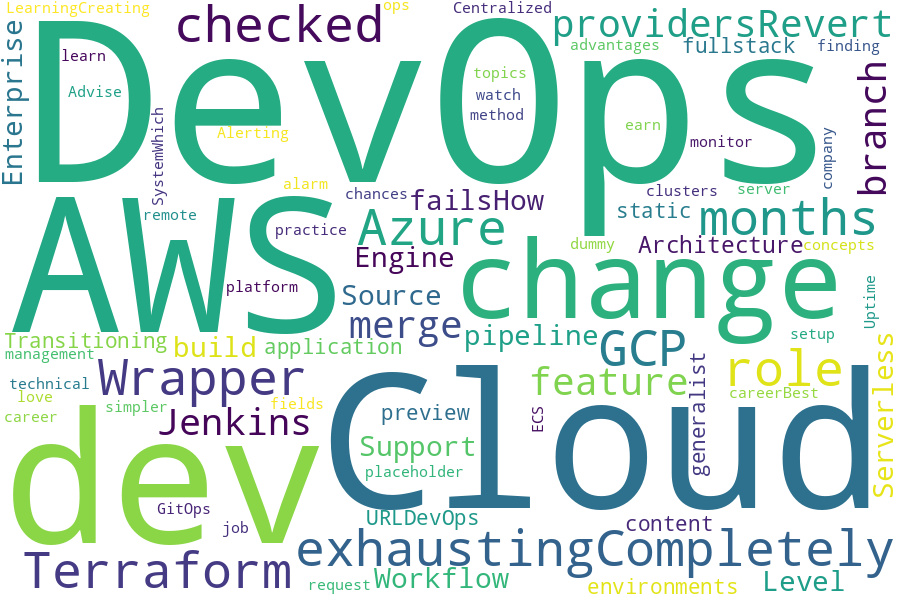 LearningCreating
ops
Centralized
checked
providersRevert
DevOps
learn
advantages
fullstack
finding
Enterprise
Advise
topics
watch
method
branch
SystemWhich
Alerting
earn
monitor
company
alarm
chances
failsHow
clusters
server
AWS
remote
practice
Azure
static
months
dummy
Architecture
concepts
Engine
change
platform
Source
Uptime
merge
pipeline
setup
Transitioning
management
build
application
GCP
Serverless
technical
Wrapper
feature
role
generalist
love
career
simpler
fields
Jenkins
Cloud
preview
ECS
careerBest
dev
Support
placeholder
GitOps
job
URLDevOps
content
exhaustingCompletely
Terraform
request
Workflow
environments
Level